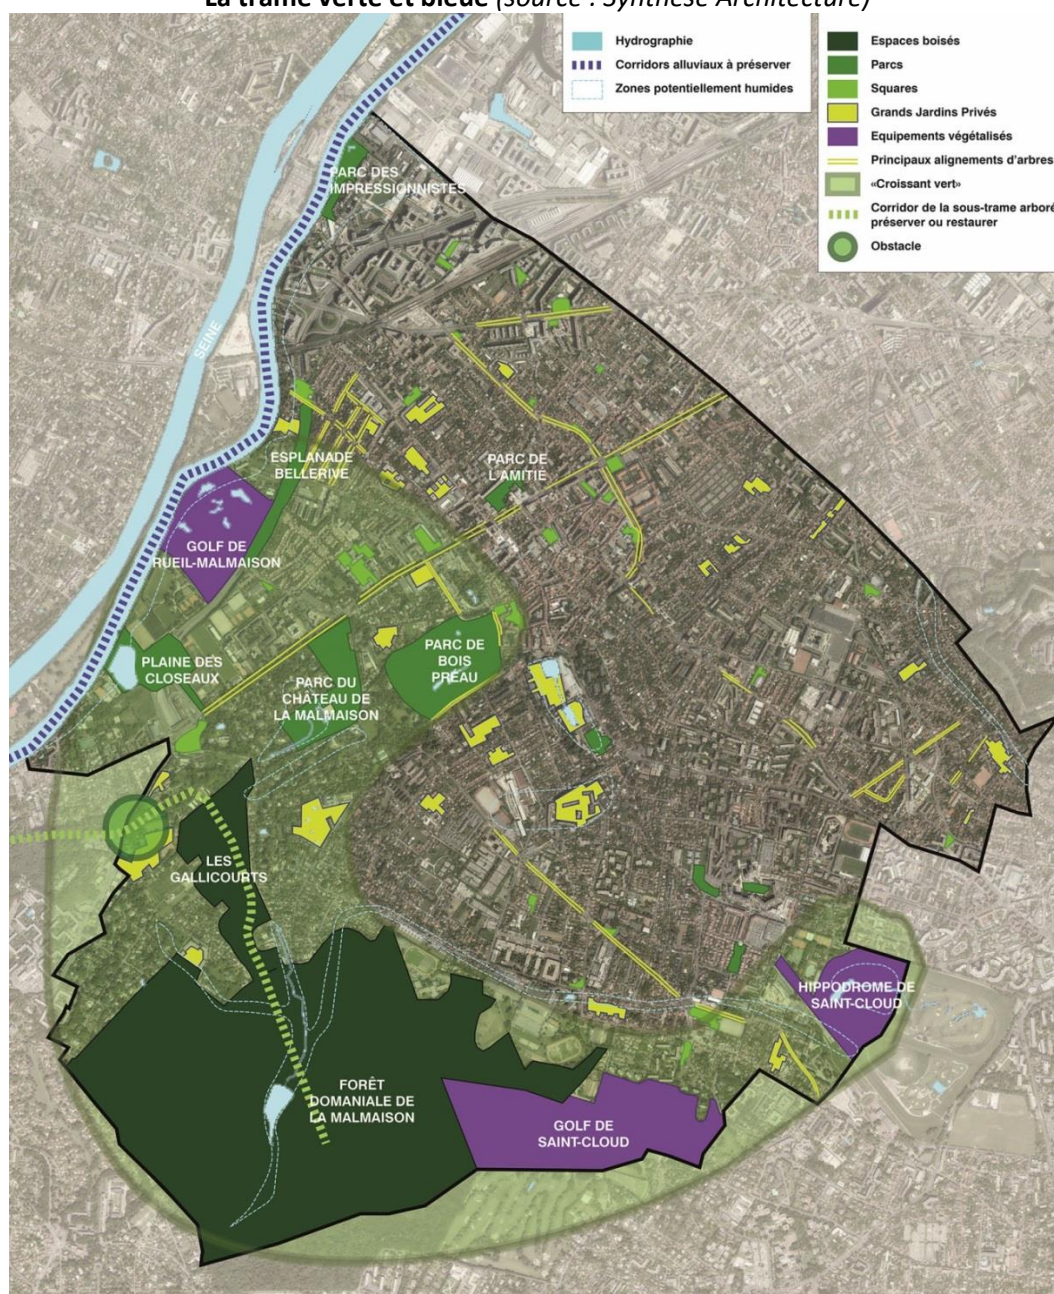 La trame verte et bleue (source : Synthèse Architecture)
Hydrographie
Corridors alluviaux à préserver
Zones potentiellement humides
Espaces boisés
Parcs
Squares
Grands Jardins Privés
Equipements végétalisés
Principaux alignements d'arbres
«Croissant vert»
Corridor de la sous-trame arboré
préserver ou restaurer
Obstacle
PARC DES
IMPRESSIONNISTES
SEINE
ESPLANADE
BELLERIVE
PARC DE
L'AMITIÉ
GOLF DE
RUEIL-MALMAISON
PLAINE DES
CLOSEAUX
PARC DU
CHÂTEAU DE
LA MALMAISON
PARC DE
BOIS
PRÉAU
LES
GALLICOURTS
HIPPODROME DE
SAINT-CLOUD
FORÊT
DOMANIALE DE
LA MALMAISON
GOLF DE
SAINT-CLOUD